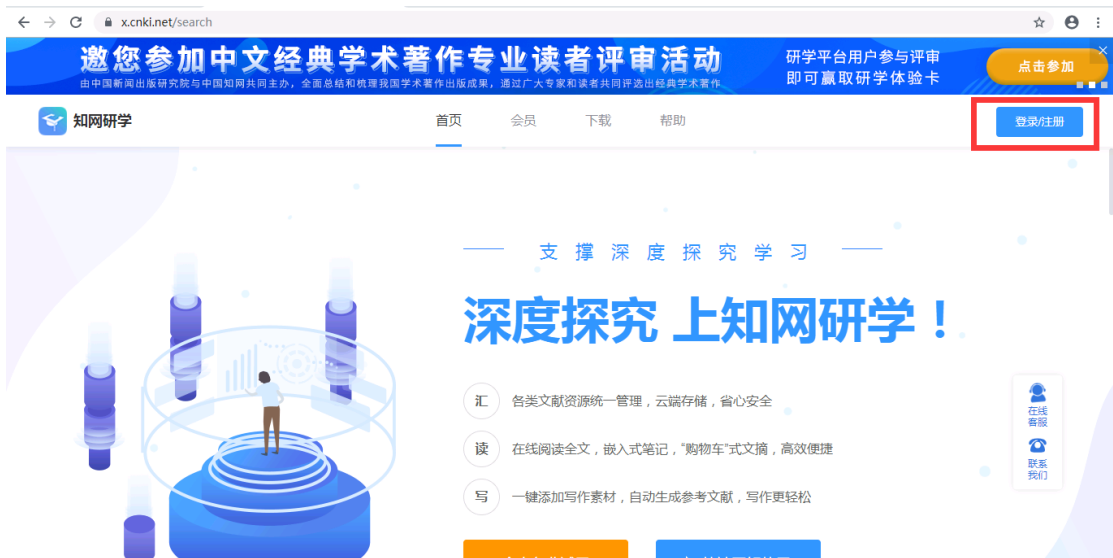 x.cnki.net/search
邀您参加中文经典学术著作专业读者评审活动
由中国新闻出版研究院与中国知网共同主办，全面总结和梳理我国学术著作出版成果，通过广大专家和读者共同评选出经典学术著作
研学平台用户参与评审
即可赢取研学体验卡
点击参加
知网研学
首页
会员
下载
帮助
登录/注册
支撑深度探究学习
深度探究 上知网研学！
汇 各类文献资源统一管理，云端存储，省心安全
读 在线阅读全文，嵌入式笔记，“购物车”式文摘，高效便捷
写 一键添加写作素材，自动生成参考文献，写作更轻松
在线
客服
联系
我们